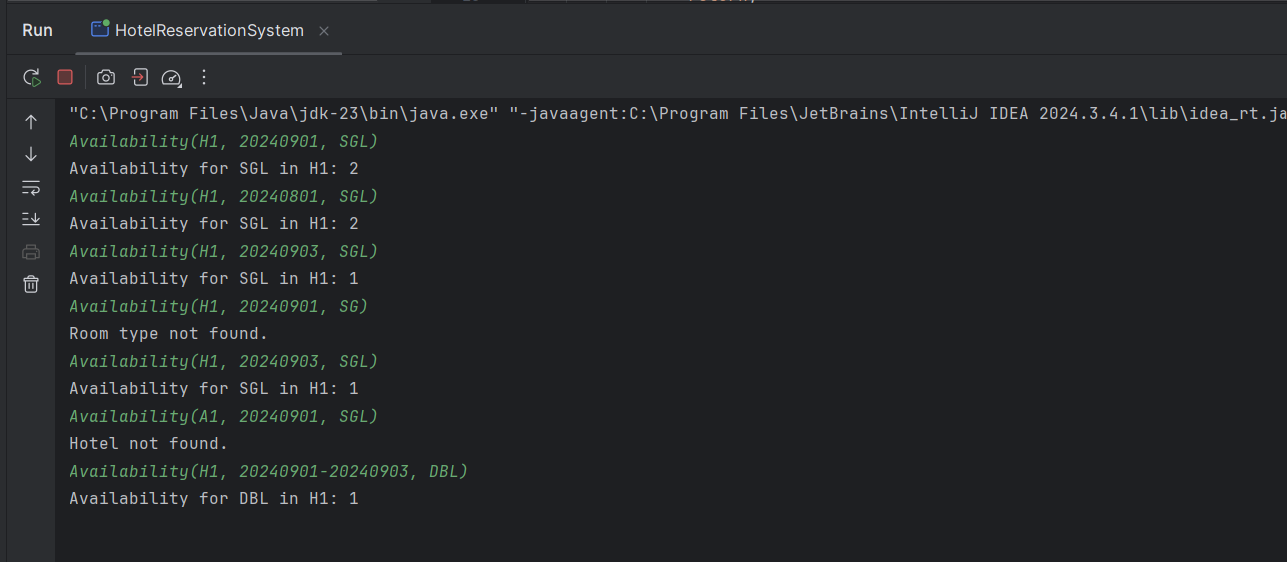 Run HotelReservationSystem
"C:\Program Files\Java\jdk-23\bin\java.exe" "-javaagent:C:\Program Files\JetBrains\IntelliJ IDEA 2024.3.4.1\lib\idea_rt.ja
Availability(H1, 20240901, SGL)
Availability for SGL in H1: 2
Availability(H1, 20240801, SGL)
Availability for SGL in H1: 2
Availability(H1, 20240903, SGL)
Availability for SGL in H1: 1
Availability(H1, 20240901, SG)
Room type not found.
Availability(H1, 20240903, SGL)
Availability for SGL in H1: 1
Availability(A1, 20240901, SGL)
Hotel not found.
Availability(H1, 20240901-20240903, DBL)
Availability for DBL in H1: 1